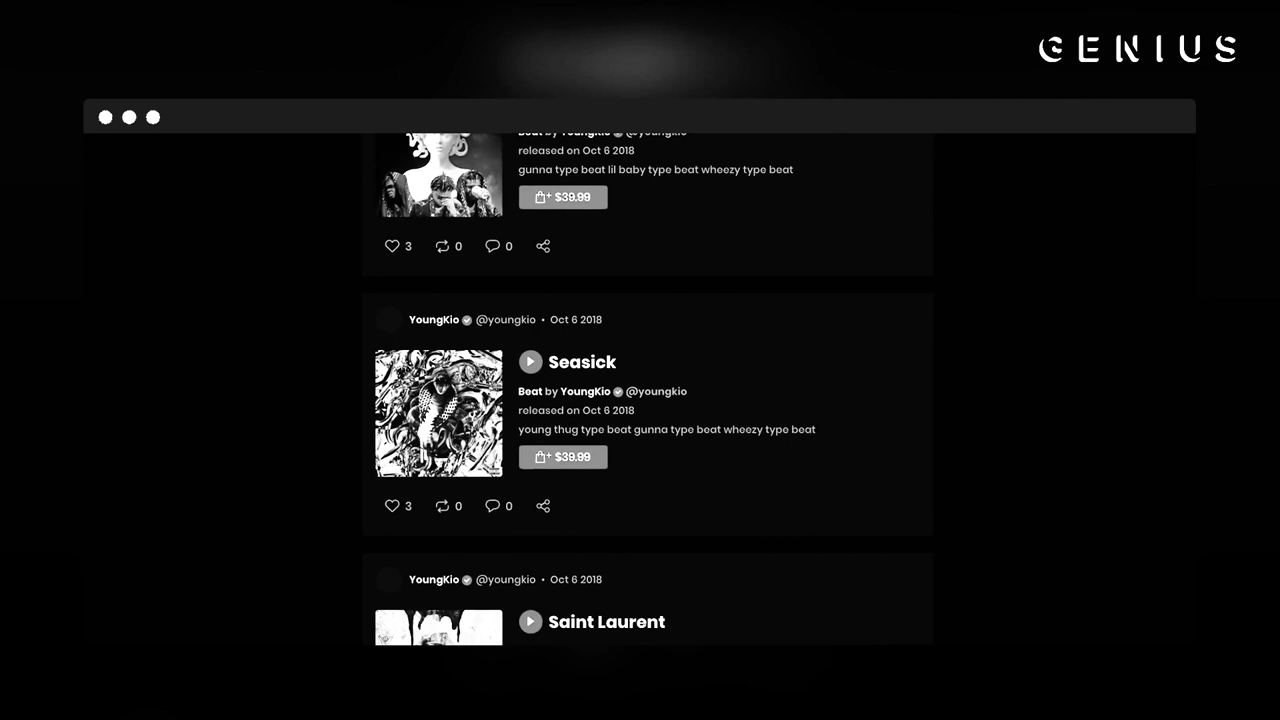 GENIUS
Beat by YoungKio @youngkio
released on Oct 6 2018
gunna type beat lil baby type beat wheezy type beat
$39.99
3 0 0
YoungKio @youngkio • Oct 6 2018
Seasick
Beat by YoungKio @youngkio
released on Oct 6 2018
young thug type beat gunna type beat wheezy type beat
$39.99
3 0 0
YoungKio @youngkio • Oct 6 2018
Saint Laurent